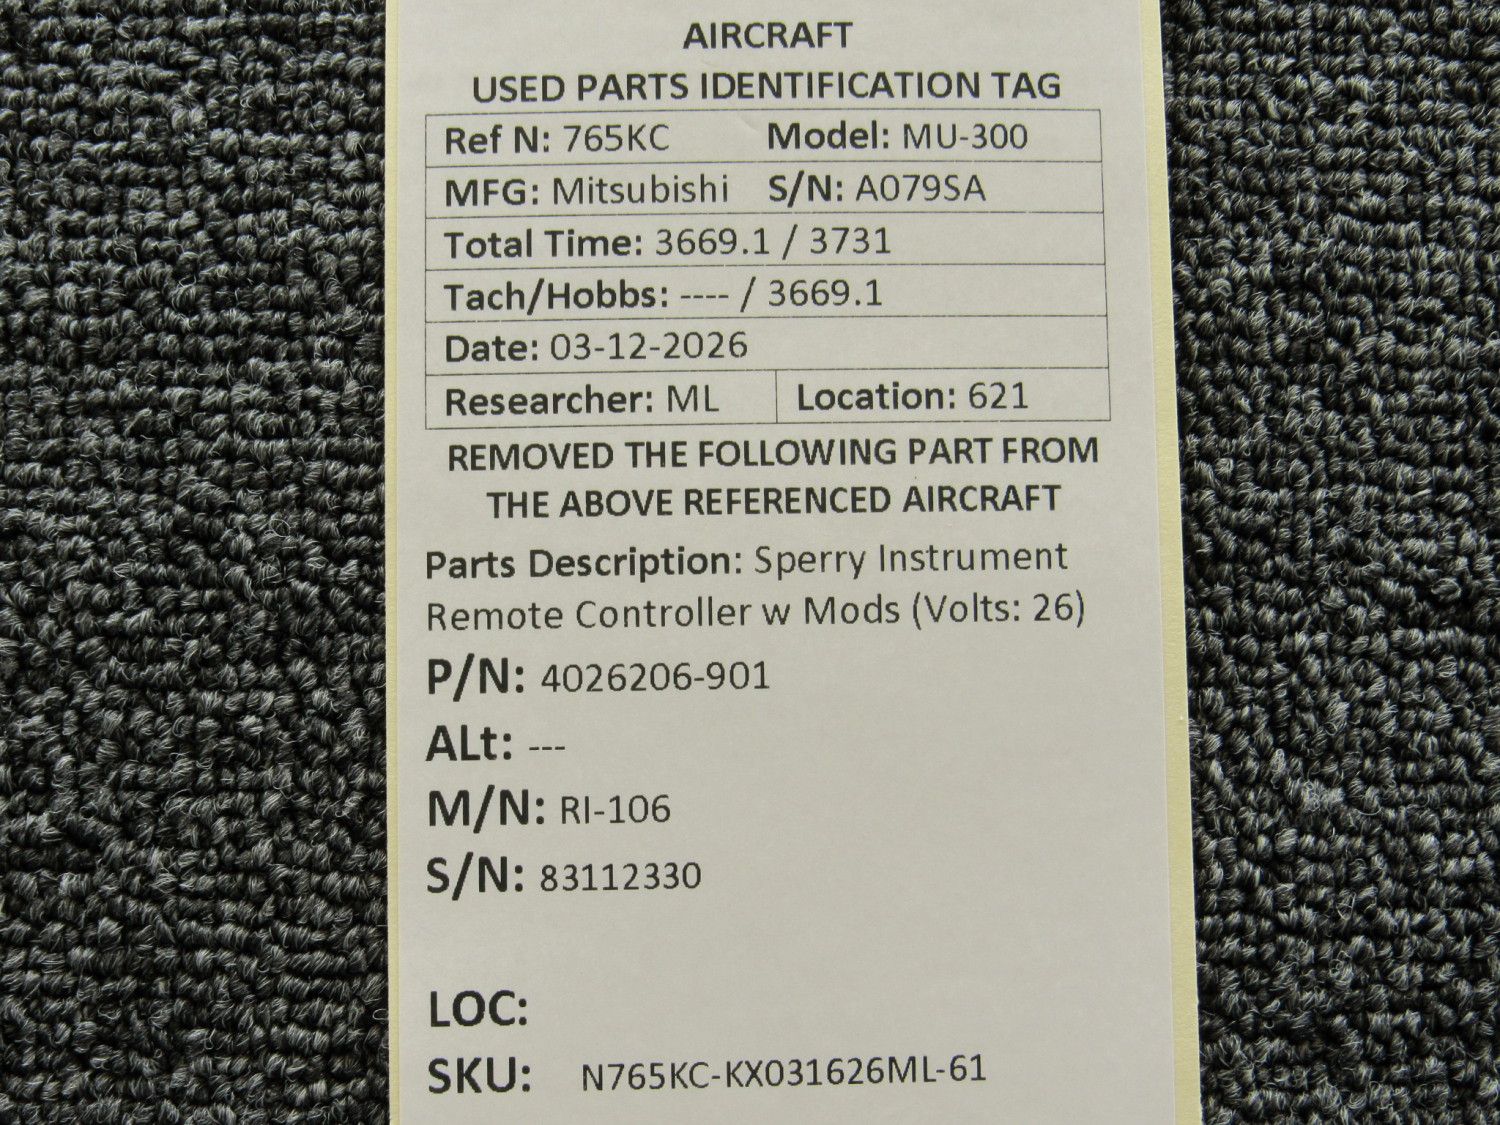 AIRCRAFT
USED PARTS IDENTIFICATION TAG
Ref N: 765KC Model: MU-300
MFG: Mitsubishi S/N: A079SA
Total Time: 3669.1 / 3731
Tach/Hobbs: ---- / 3669.1
Date: 03-12-2026
Researcher: ML Location: 621
REMOVED THE FOLLOWING PART FROM
THE ABOVE REFERENCED AIRCRAFT
Parts Description: Sperry Instrument
Remote Controller w Mods (Volts: 26)
P/N: 4026206-901
ALt: ---
M/N: RI-106
S/N: 83112330
LOC:
SKU: N765KC-KX031626ML-61